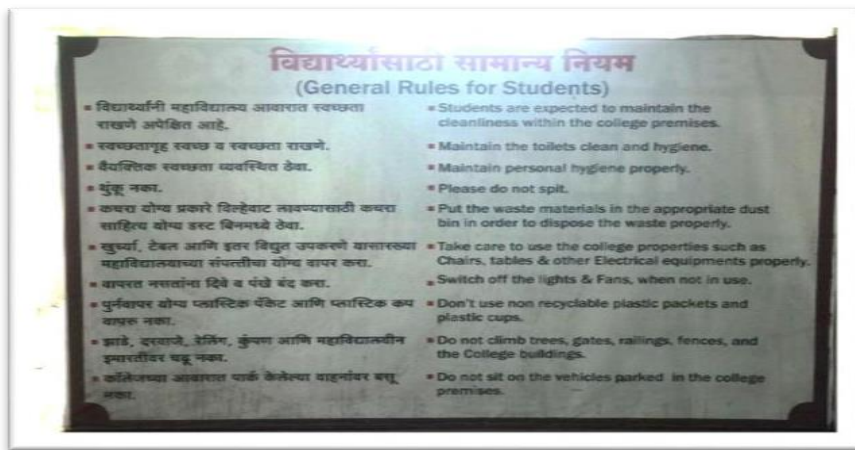 विद्यार्थ्यांसाठी सामान्य नियम
(General Rules for Students)
▪ विद्यार्थ्यांनी महाविद्यालय आवारात स्वच्छता
राखणे अपेक्षित आहे.
▪ स्वच्छतागृह स्वच्छ व स्वच्छता राखणे.
▪ वैयक्तिक स्वच्छता व्यवस्थित ठेवा.
▪ थुंकू नका.
▪ कचरा योग्य प्रकारे विल्हेवाट लावण्यासाठी कचरा
साहित्य योग्य डस्ट बिनमध्ये ठेवा.
▪ खुर्च्या, टेबल आणि इतर विद्युत उपकरणे यासारख्या
महाविद्यालयाच्या संपत्तीचा योग्य वापर करा.
▪ वापरत नसतांना दिवे व पंखे बंद करा.
▪ पुर्नवापर योग्य प्लास्टिक पॅकेट आणि प्लास्टिक कप
वापरू नका.
▪ झाडे, दरवाजे, रेलिंग, कुंपण आणि महाविद्यालयीन
इमारतीवर चढू नका.
▪ कॉलेजच्या आवारात पार्क केलेल्या वाहनांवर बसू
नका.
▪ Students are expected to maintain the
cleanliness within the college premises.
▪ Maintain the toilets clean and hygiene.
▪ Maintain personal hygiene properly.
▪ Please do not spit.
▪ Put the waste materials in the appropriate dust
bin in order to dispose the waste properly.
▪ Take care to use the college properties such as
Chairs, tables & other Electrical equipments properly.
▪ Switch off the lights & Fans, when not in use.
▪ Don't use non recyclable plastic packets and
plastic cups.
▪ Do not climb trees, gates, railings, fences, and
the College buildings.
▪ Do not sit on the vehicles parked in the college
premises.